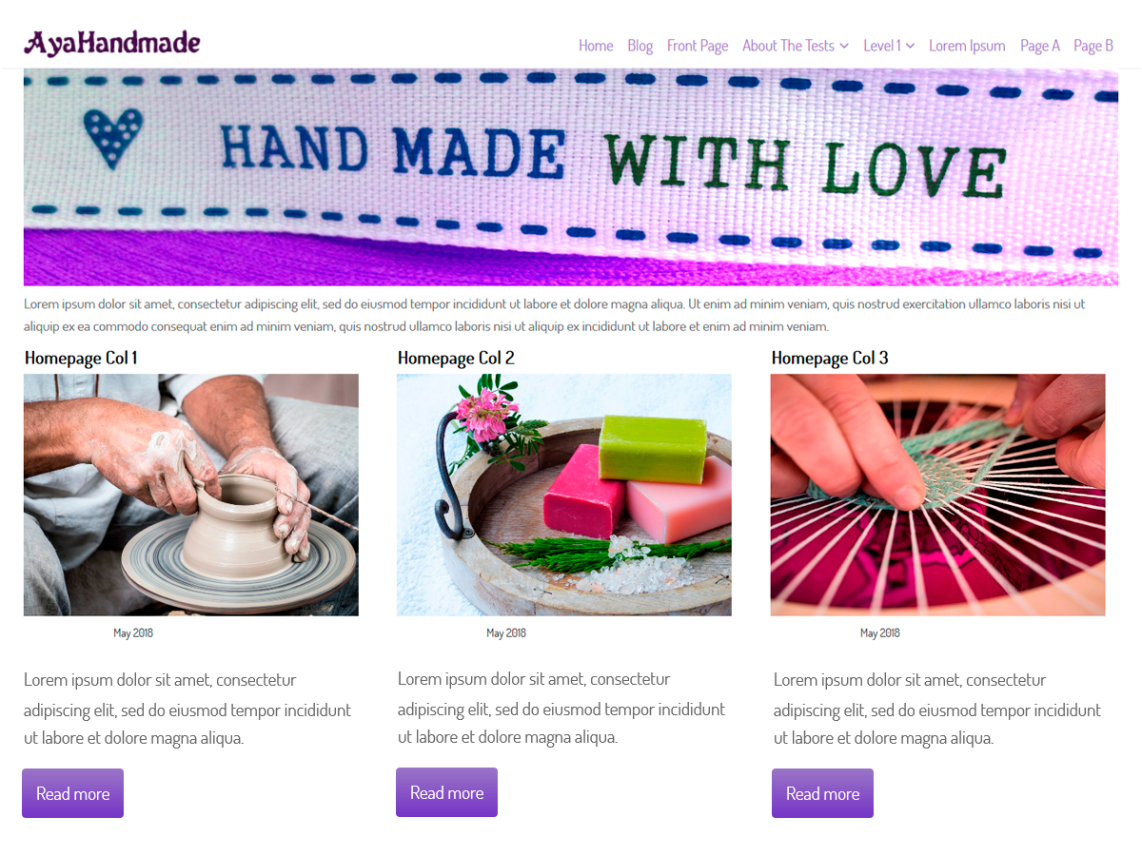 AyaHandmade
Home Blog Front Page About The Tests Level 1 Lorem Ipsum Page A Page B
HAND MADE WITH LOVE
Lorem ipsum dolor sit amet, consectetur adipiscing elit, sed do eiusmod tempor incididunt ut labore et dolore magna aliqua. Ut enim ad minim veniam, quis nostrud exercitation ullamco laboris nisi ut
aliquip ex ea commodo consequat enim ad minim veniam, quis nostrud ullamco laboris nisi ut aliquip ex incididunt ut labore et enim ad minim veniam.
Homepage Col 1
May 2018
Lorem ipsum dolor sit amet, consectetur
adipiscing elit, sed do eiusmod tempor incididunt
ut labore et dolore magna aliqua.
Read more
Homepage Col 2
May 2018
Lorem ipsum dolor sit amet, consectetur
adipiscing elit, sed do eiusmod tempor incididunt
ut labore et dolore magna aliqua.
Read more
Homepage Col 3
May 2018
Lorem ipsum dolor sit amet, consectetur
adipiscing elit, sed do eiusmod tempor incididunt
ut labore et dolore magna aliqua.
Read more